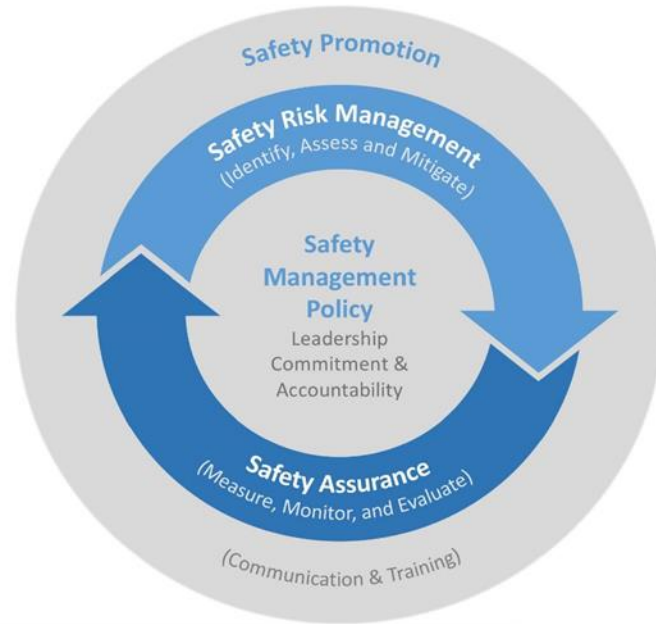 Safety Promotion
Safety Risk Management
(Identify, Assess and Mitigate)
Safety
Management
Policy
Leadership
Commitment &
Accountability
Safety Assurance
(Measure, Monitor, and Evaluate)
(Communication & Training)